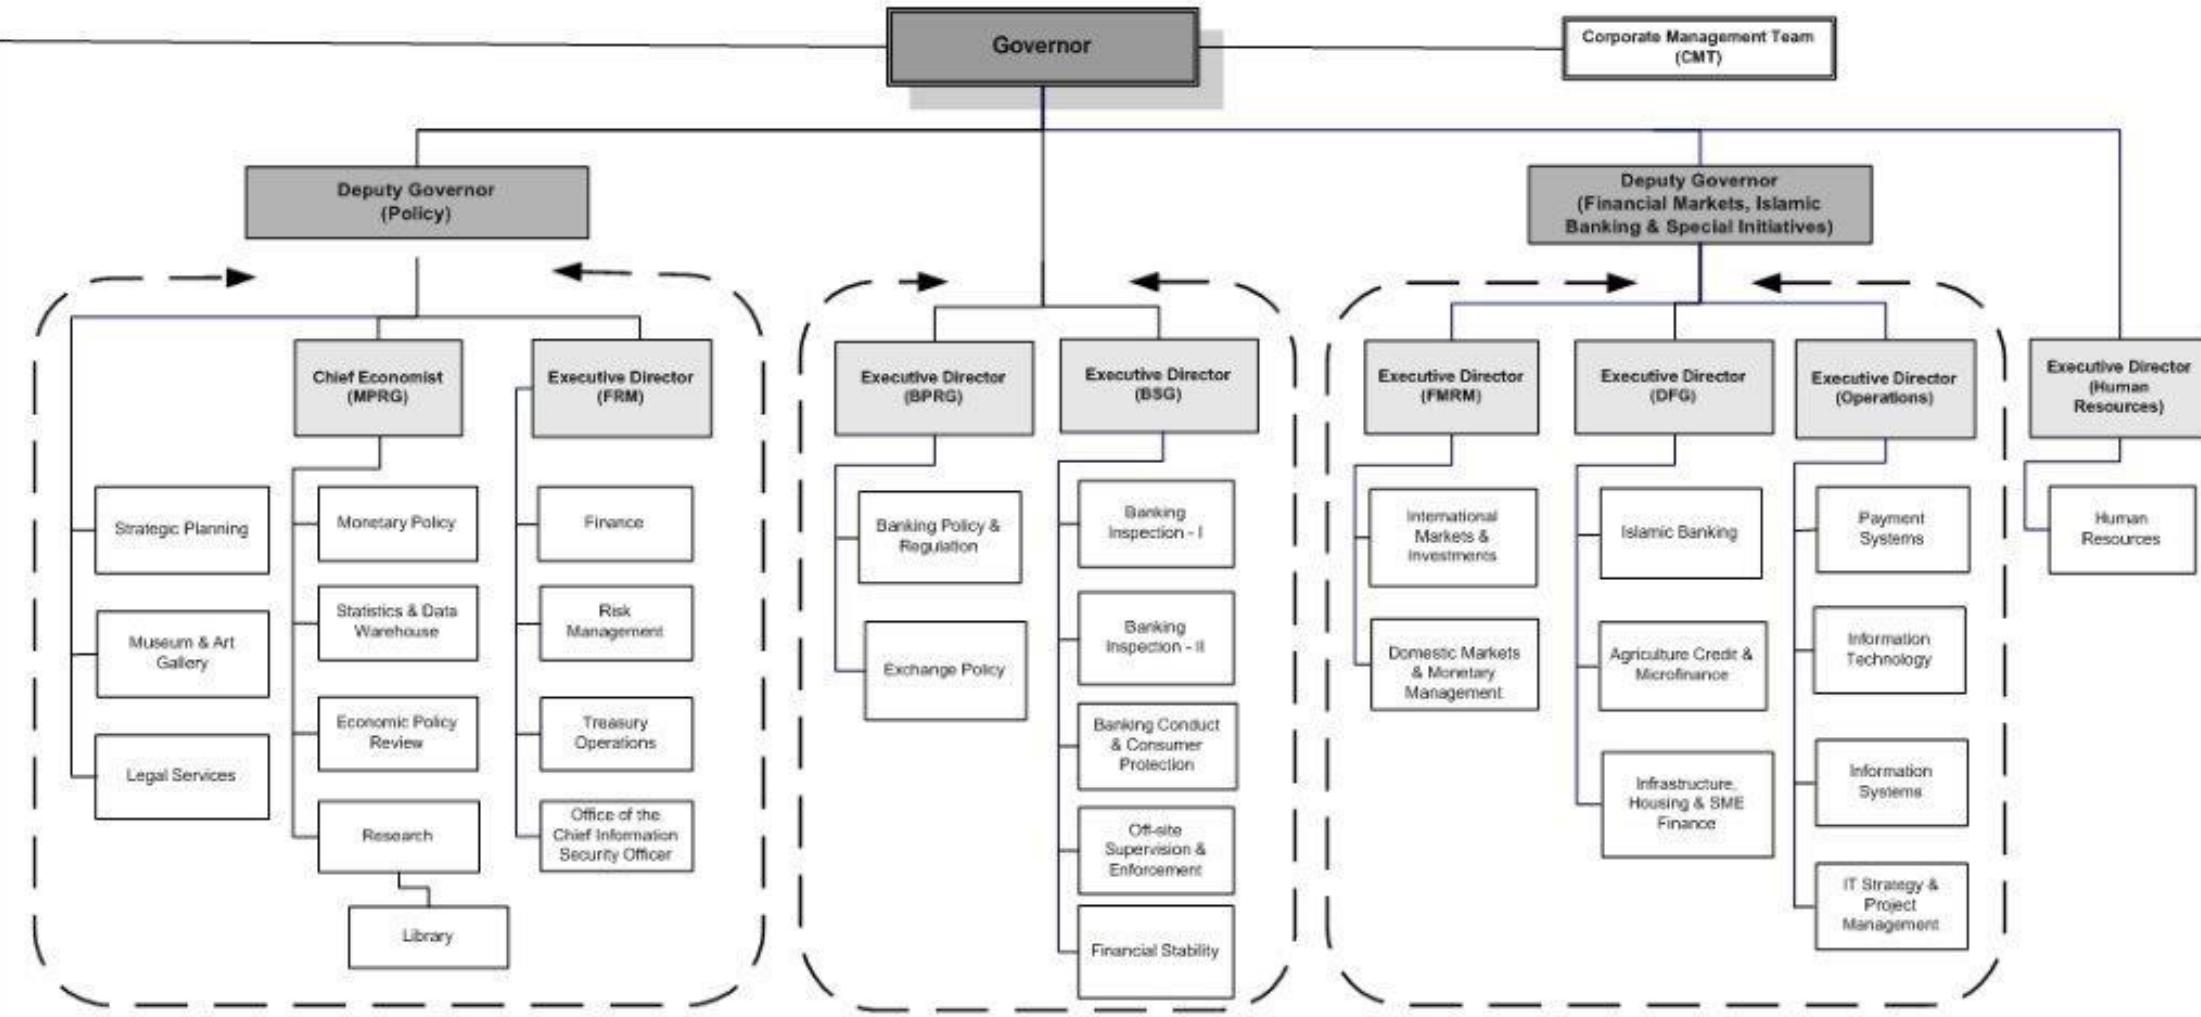 Governor
Corporate Management Team
(CMT)
Deputy Governor
(Policy)
Deputy Governor
(Financial Markets, Islamic
Banking & Special Initiatives)
Chief Economist
(MPRG)
Executive Director
(FRM)
Executive Director
(BPRG)
Executive Director
(BSG)
Executive Director
(FMRM)
Executive Director
(DFG)
Executive Director
(Operations)
Executive Director
(Human
Resources)
Strategic Planning
Museum & Art
Gallery
Legal Services
Monetary Policy
Statistics & Data
Warehouse
Economic Policy
Review
Research
Library
Finance
Risk
Management
Treasury
Operations
Office of the
Chief Information
Security Officer
Banking Policy &
Regulation
Exchange Policy
Banking
Inspection - I
Banking
Inspection - II
Banking Conduct
& Consumer
Protection
Off-site
Supervision &
Enforcement
Financial Stability
International
Markets &
Investments
Domestic Markets
& Monetary
Management
Islamic Banking
Agriculture Credit &
Microfinance
Infrastructure,
Housing & SME
Finance
Payment
Systems
Information
Technology
Information
Systems
IT Strategy &
Project
Management
Human
Resources